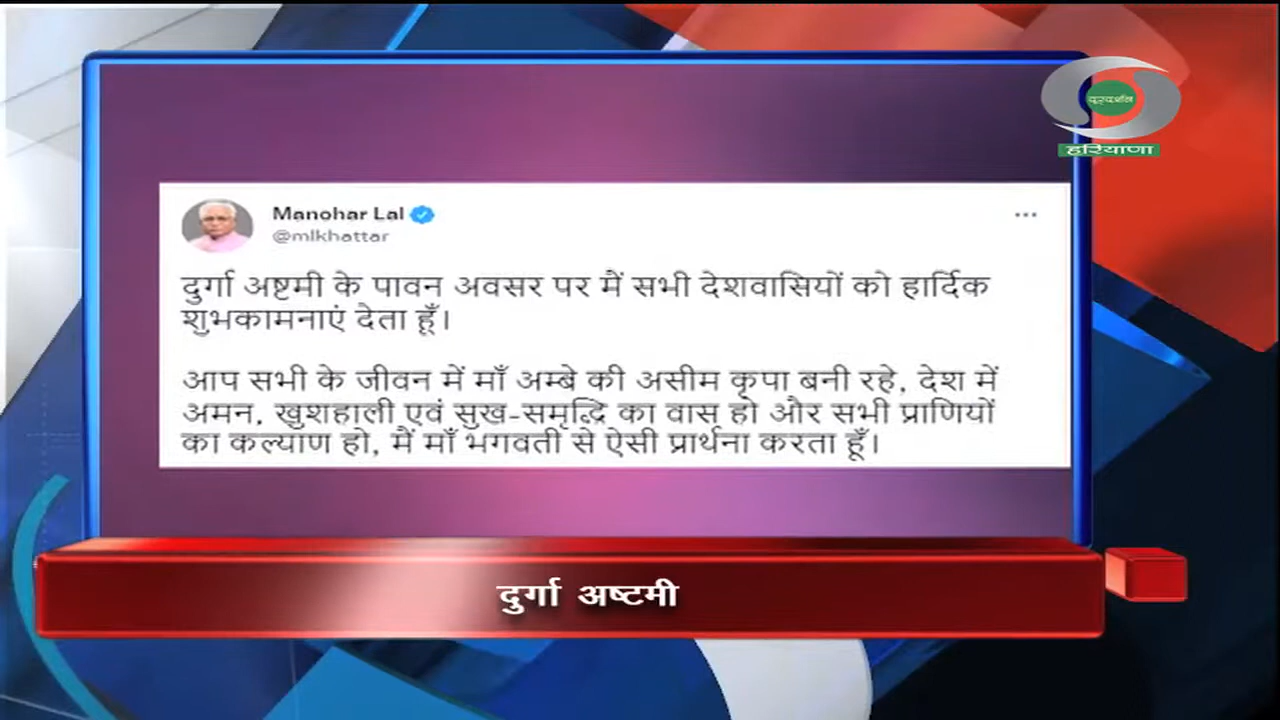 दूरदर्शन
हरियाणा
Manohar Lal
@mlkhattar
दुर्गा अष्टमी के पावन अवसर पर मैं सभी देशवासियों को हार्दिक
शुभकामनाएं देता हूँ।
आप सभी के जीवन में माँ अम्बे की असीम कृपा बनी रहे, देश में
अमन, खुशहाली एवं सुख-समृद्धि का वास हो और सभी प्राणियों
का कल्याण हो, मैं माँ भगवती से ऐसी प्रार्थना करता हूँ।
दुर्गा अष्टमी